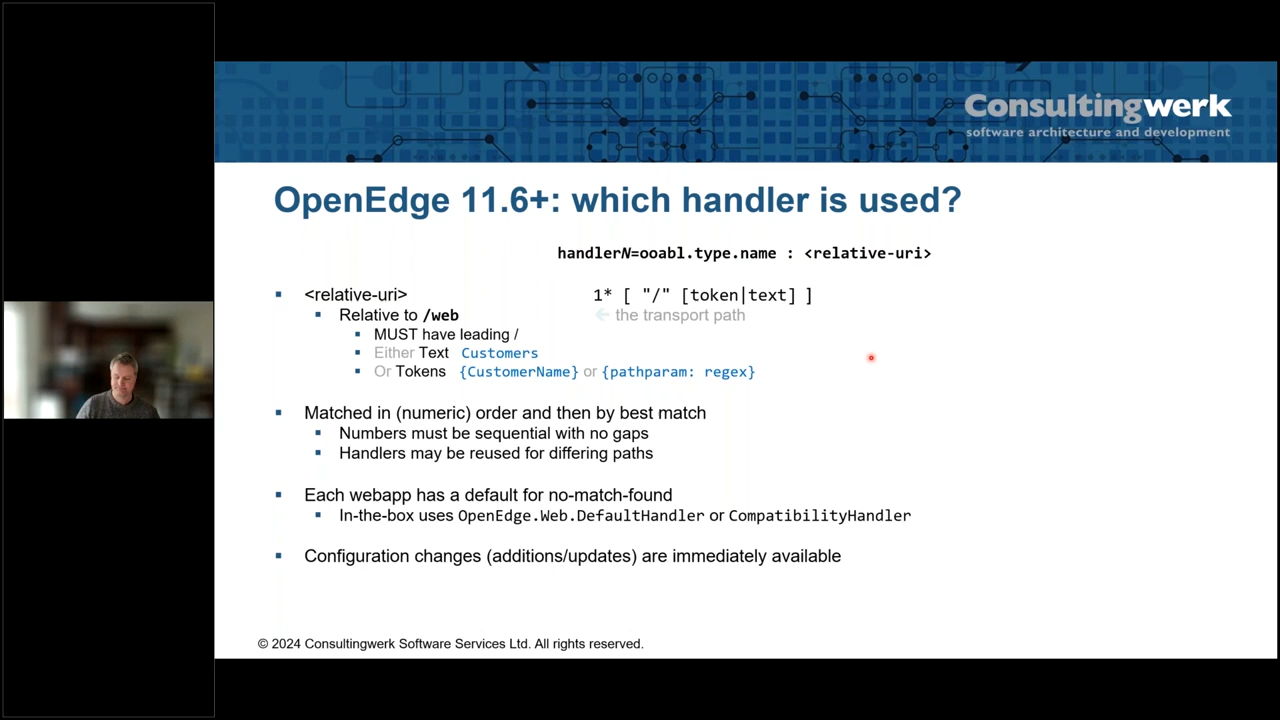 Consultingwerk
software architecture and development
OpenEdge 11.6+: which handler is used?
handlerN=ooabl.type.name : <relative-uri>
<relative-uri> 1* [ "/" [token|text] ]
Relative to /web ← the transport path
MUST have leading /
Either Text Customers
Or Tokens {CustomerName} or {pathparam: regex}
Matched in (numeric) order and then by best match
Numbers must be sequential with no gaps
Handlers may be reused for differing paths
Each webapp has a default for no-match-found
In-the-box uses OpenEdge.Web.DefaultHandler or CompatibilityHandler
Configuration changes (additions/updates) are immediately available
© 2024 Consultingwerk Software Services Ltd. All rights reserved.